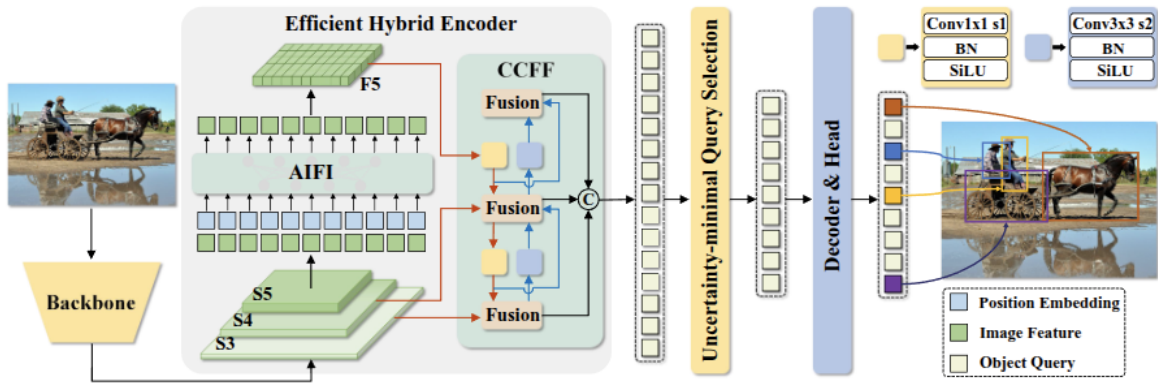 Efficient Hybrid Encoder
F5
CCFF
Fusion
AIFI
Fusion
C
Fusion
S5
S4
S3
Backbone
Uncertainty-minimal Query Selection
Decoder & Head
Conv1x1 s1
BN
SiLU
Conv3x3 s2
BN
SiLU
Position Embedding
Image Feature
Object Query